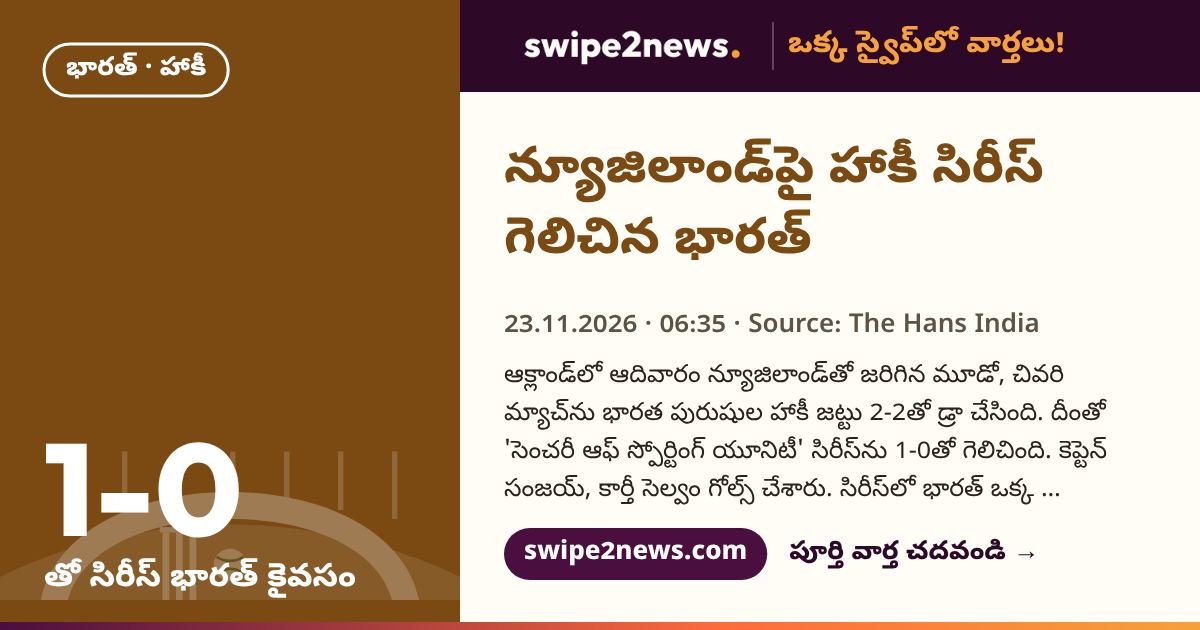 భారత్ · హాకీ
1-0
తో సిరీస్ భారత్ కైవసం
swipe2news.
ఒక్క స్వైప్‌లో వార్తలు!
న్యూజిలాండ్‌పై హాకీ సిరీస్
గెలిచిన భారత్
23.11.2026 · 06:35 · Source: The Hans India
ఆక్లాండ్‌లో ఆదివారం న్యూజిలాండ్‌తో జరిగిన మూడో, చివరి
మ్యాచ్‌ను భారత పురుషుల హాకీ జట్టు 2-2తో డ్రా చేసింది. దీంతో
'సెంచరీ ఆఫ్ స్పోర్టింగ్ యూనిటీ' సిరీస్‌ను 1-0తో గెలిచింది. కెప్టెన్
సంజయ్, కార్తీ సెల్వం గోల్స్ చేశారు. సిరీస్‌లో భారత్ ఒక్క ...
swipe2news.com
పూర్తి వార్త చదవండి →